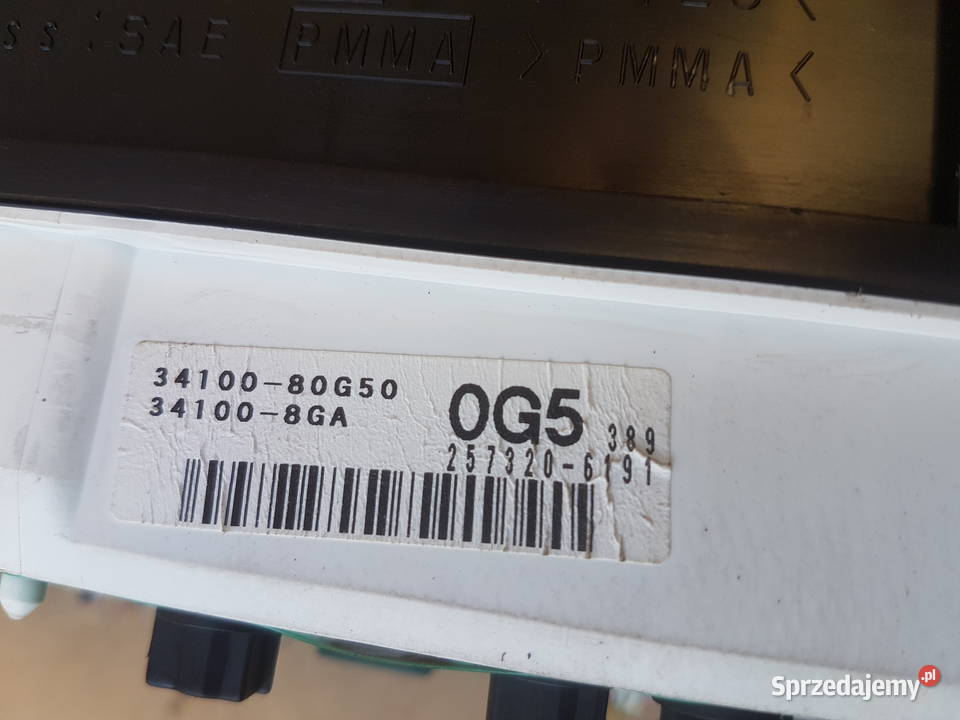 SAE PMMA >PMMA<
34100-80G50
34100-8GA
0G5 389
257320-6191
Sprzedajemy.pl